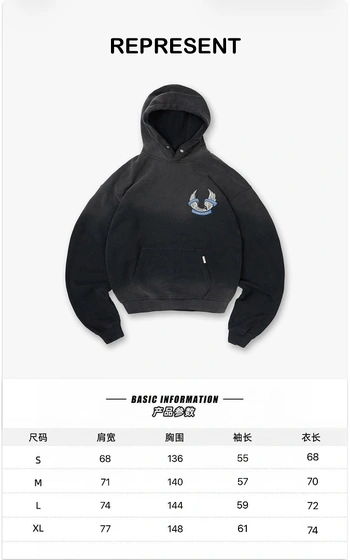 REPRESENT
BASIC INFORMATION
产品参数
尺码 肩宽 胸围 袖长 衣长
S 68 136 55 68
M 71 140 57 70
L 74 144 59 72
XL 77 148 61 74